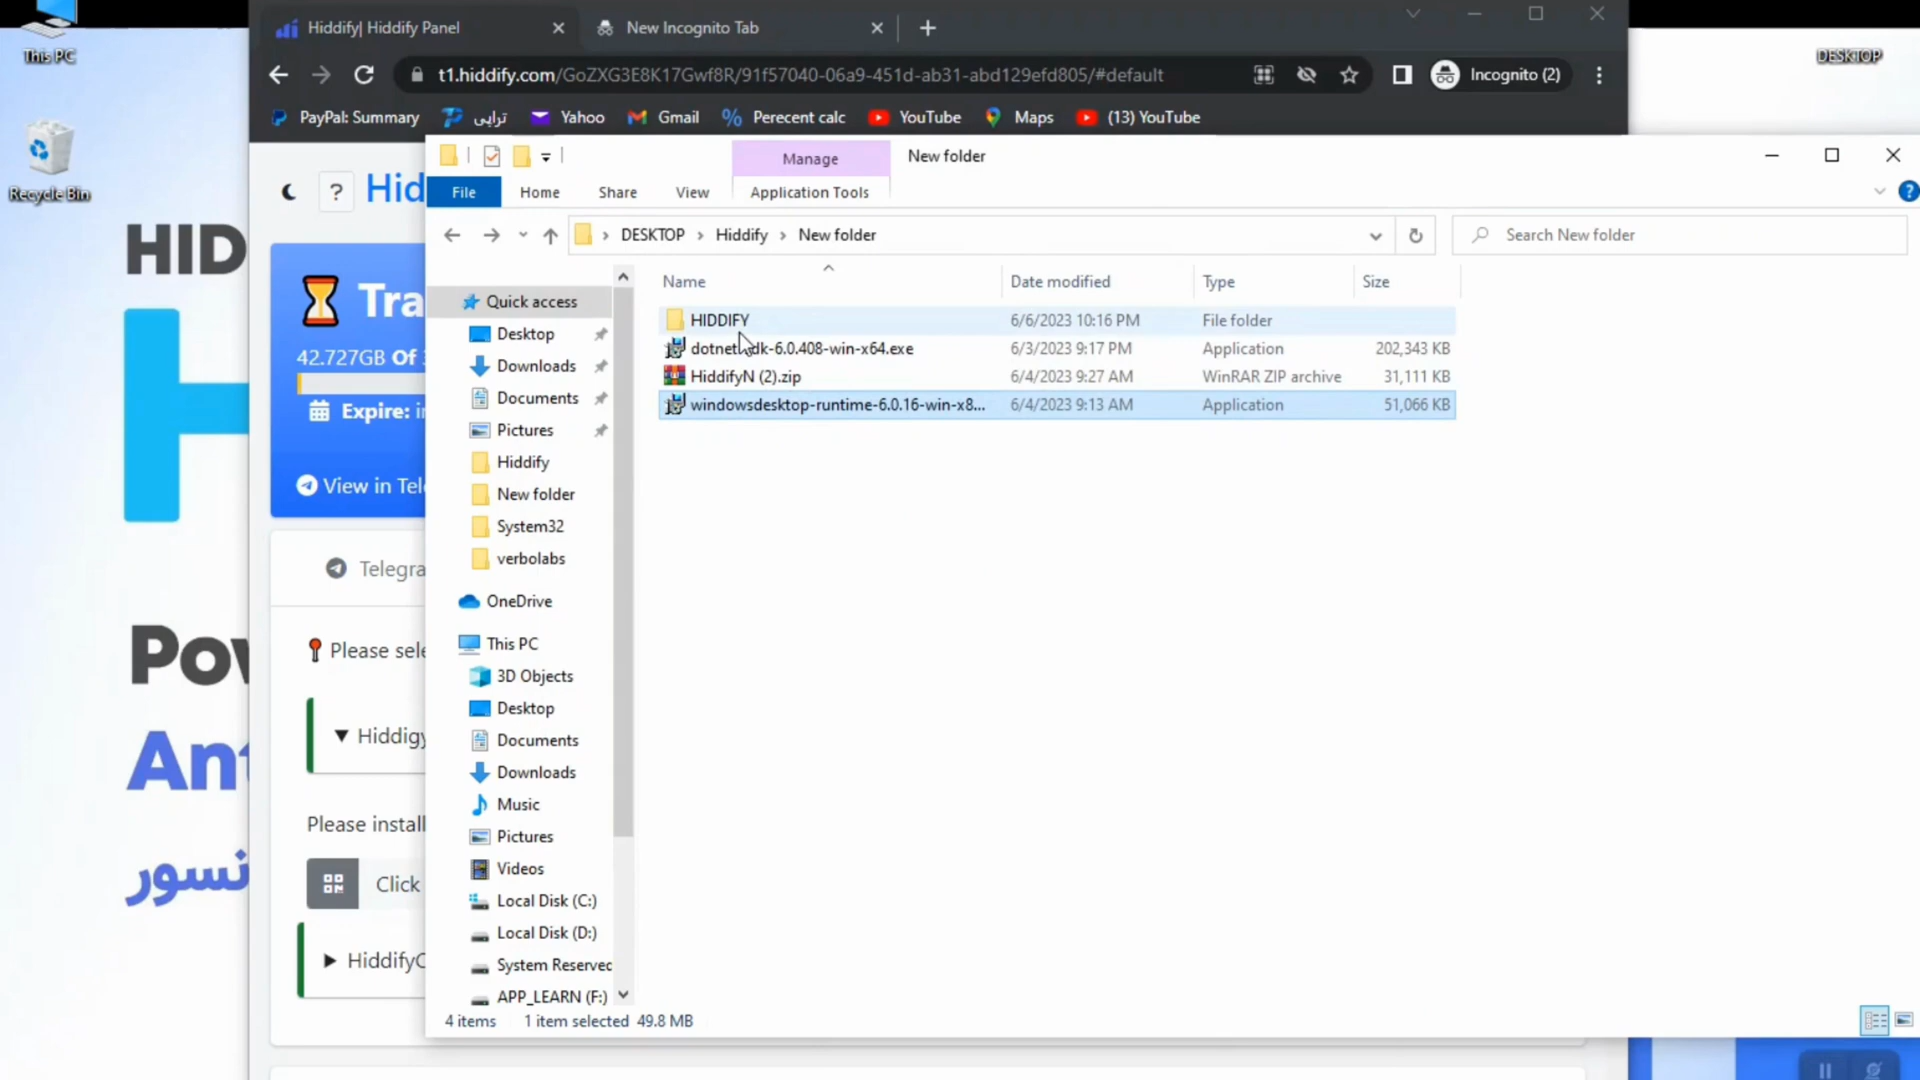 This PC
Recycle Bin
DESKTOP
HID
Pov
Ant
نسور
Hiddify| Hiddify Panel
New Incognito Tab
t1.hiddify.com/GoZXG3E8K17Gwf8R/91f57040-06a9-451d-ab31-abd129efd805/#default
Incognito (2)
PayPal: Summary
ترابی
Yahoo
Gmail
Perecent calc
YouTube
Maps
(13) YouTube
? Hid
Tra
42.727GB Of
Expire: i
View in Tel
Telegra
Please sele
Hiddigy
Please install
Click
HiddifyC
Manage
New folder
File
Home
Share
View
Application Tools
DESKTOP > Hiddify > New folder
Search New folder
Name
Date modified
Type
Size
HIDDIFY 6/6/2023 10:16 PM File folder
dotnet dk-6.0.408-win-x64.exe 6/3/2023 9:17 PM Application 202,343 KB
HiddifyN (2).zip 6/4/2023 9:27 AM WinRAR ZIP archive 31,111 KB
windowsdesktop-runtime-6.0.16-win-x8... 6/4/2023 9:13 AM Application 51,066 KB
Quick access
Desktop
Downloads
Documents
Pictures
Hiddify
New folder
System32
verbolabs
OneDrive
This PC
3D Objects
Desktop
Documents
Downloads
Music
Pictures
Videos
Local Disk (C:)
Local Disk (D:)
System Reserved
APP_LEARN (F:)
4 items 1 item selected 49.8 MB